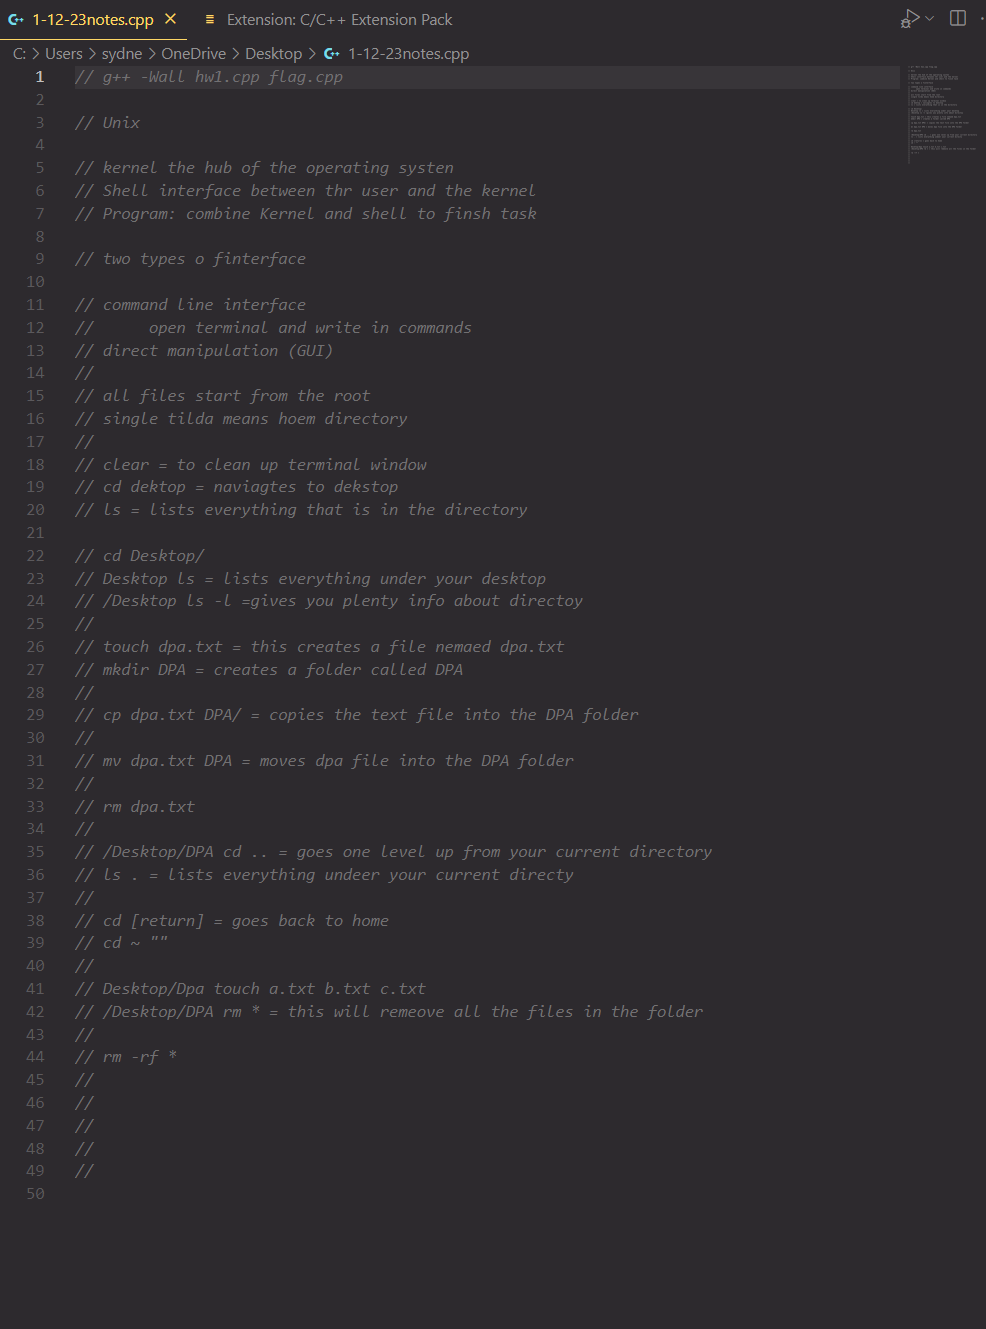 1-12-23notes.cpp Extension: C/C++ Extension Pack
C: > Users > sydne > OneDrive > Desktop > 1-12-23notes.cpp
1 // g++ -Wall hw1.cpp flag.cpp
2
3 // Unix
4
5 // kernel the hub of the operating systen
6 // Shell interface between thr user and the kernel
7 // Program: combine Kernel and shell to finsh task
8
9 // two types o finterface
10
11 // command line interface
12 //      open terminal and write in commands
13 // direct manipulation (GUI)
14 //
15 // all files start from the root
16 // single tilda means hoem directory
17 //
18 // clear = to clean up terminal window
19 // cd dektop = naviagtes to dekstop
20 // ls = lists everything that is in the directory
21
22 // cd Desktop/
23 // Desktop ls = lists everything under your desktop
24 // /Desktop ls -l =gives you plenty info about directoy
25 //
26 // touch dpa.txt = this creates a file nemaed dpa.txt
27 // mkdir DPA = creates a folder called DPA
28 //
29 // cp dpa.txt DPA/ = copies the text file into the DPA folder
30 //
31 // mv dpa.txt DPA = moves dpa file into the DPA folder
32 //
33 // rm dpa.txt
34 //
35 // /Desktop/DPA cd .. = goes one level up from your current directory
36 // ls . = lists everything undeer your current directy
37 //
38 // cd [return] = goes back to home
39 // cd ~ ""
40 //
41 // Desktop/Dpa touch a.txt b.txt c.txt
42 // /Desktop/DPA rm * = this will remeove all the files in the folder
43 //
44 // rm -rf *
45 //
46 //
47 //
48 //
49 //
50